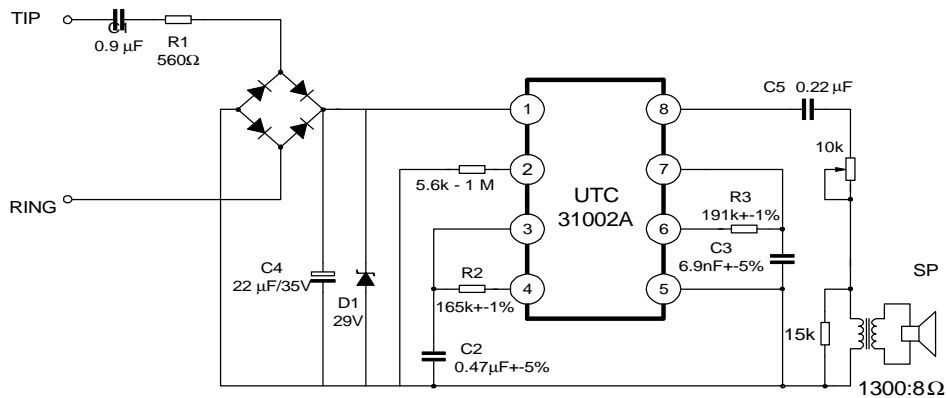 TIP
C1
0.9 μF
R1
560Ω
RING
C4
22 μF/35V
D1
29V
5.6k - 1 M
R2
165k+-1%
C2
0.47μF+-5%
1
2
3
4
UTC
31002A
8
7
6
5
R3
191k+-1%
C3
6.9nF+-5%
C5 0.22 μF
10k
15k
SP
1300:8 Ω